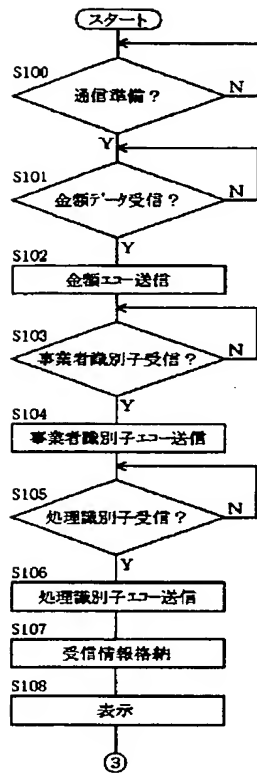 スタート
S100
通信準備？
N
Y
S101
金額データ受信？
N
Y
S102
金額エコー送信
S103
事業者識別子受信？
N
Y
S104
事業者識別子エコー送信
S105
処理識別子受信？
N
Y
S106
処理識別子エコー送信
S107
受信情報格納
S108
表示
③